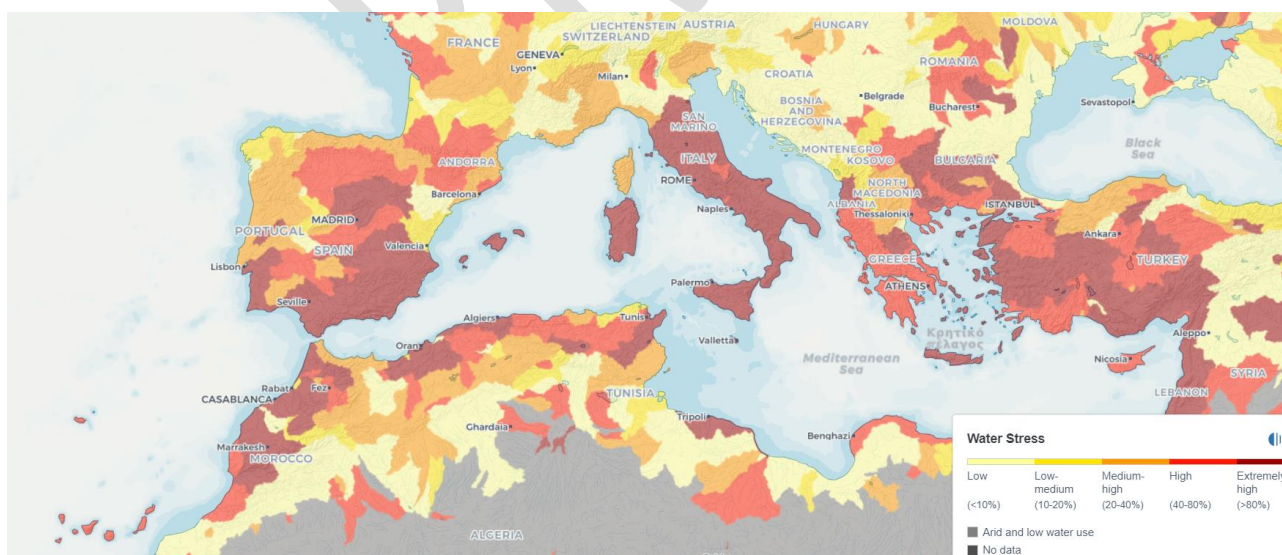 LIECHTENSTEIN
AUSTRIA
HUNGARY
MOLDOVA
FRANCE
SWITZERLAND
GENEVA
Lyon
Milan
CROATIA
ROMANIA
BOSNIA
AND
HERZEGOVINA
Belgrade
Bucharest
Sevastopol
SAN
MARINO
MONTENEGRO
KOSOVO
BULGARIA
Black
Sea
ANDORRA
Barcelona
ITALY
ROME
Naples
NORTH
MACEDONIA
ALBANIA
Thessaloniki
ISTANBUL
Ankara
MADRID
PORTUGAL
SPAIN
Valencia
Lisbon
Seville
GREECE
ATHENS
TURKEY
Palermo
Algiers
Tunis
Oran
Valletta
Κρητικό
πέλαγος
Mediterranean
Sea
Nicosia
Aleppo
SYRIA
LEBANON
Rabat
Fez
CASABLANCA
TUNISIA
Tripoli
Benghazi
Ghardaia
Marrakesh
MOROCCO
ALGERIA
Water Stress
Low
Low-
medium
Medium-
high
High
Extremely
high
(<10%)
(10-20%)
(20-40%)
(40-80%)
(>80%)
Arid and low water use
No data